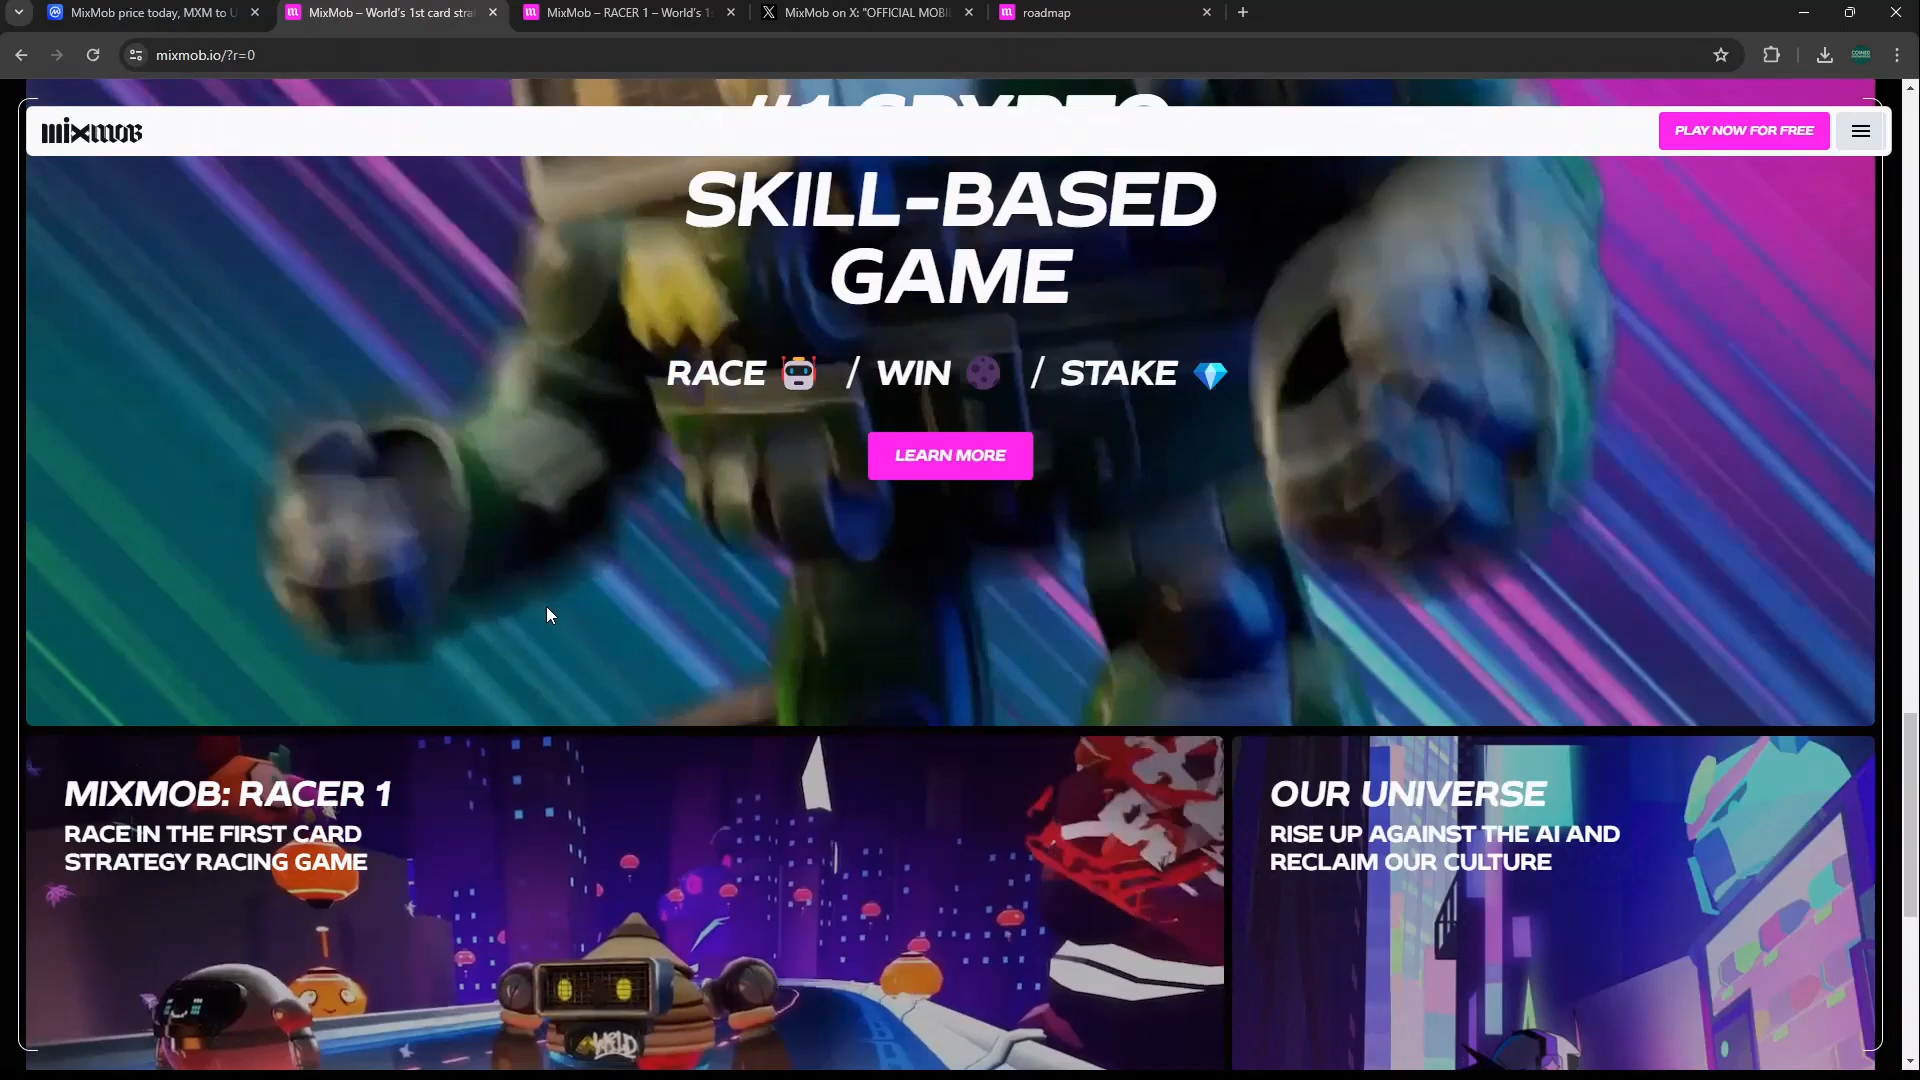 MixMob price today, MXM to U
MixMob – World's 1st card stra
MixMob – RACER 1 – World's 1
MixMob on X: "OFFICIAL MOBI
roadmap
mixmob.io/?r=0
mixmob
PLAY NOW FOR FREE
#1 CRYPTO
SKILL-BASED
GAME
RACE / WIN / STAKE
LEARN MORE
MIXMOB: RACER 1
RACE IN THE FIRST CARD
STRATEGY RACING GAME
OUR UNIVERSE
RISE UP AGAINST THE AI AND
RECLAIM OUR CULTURE